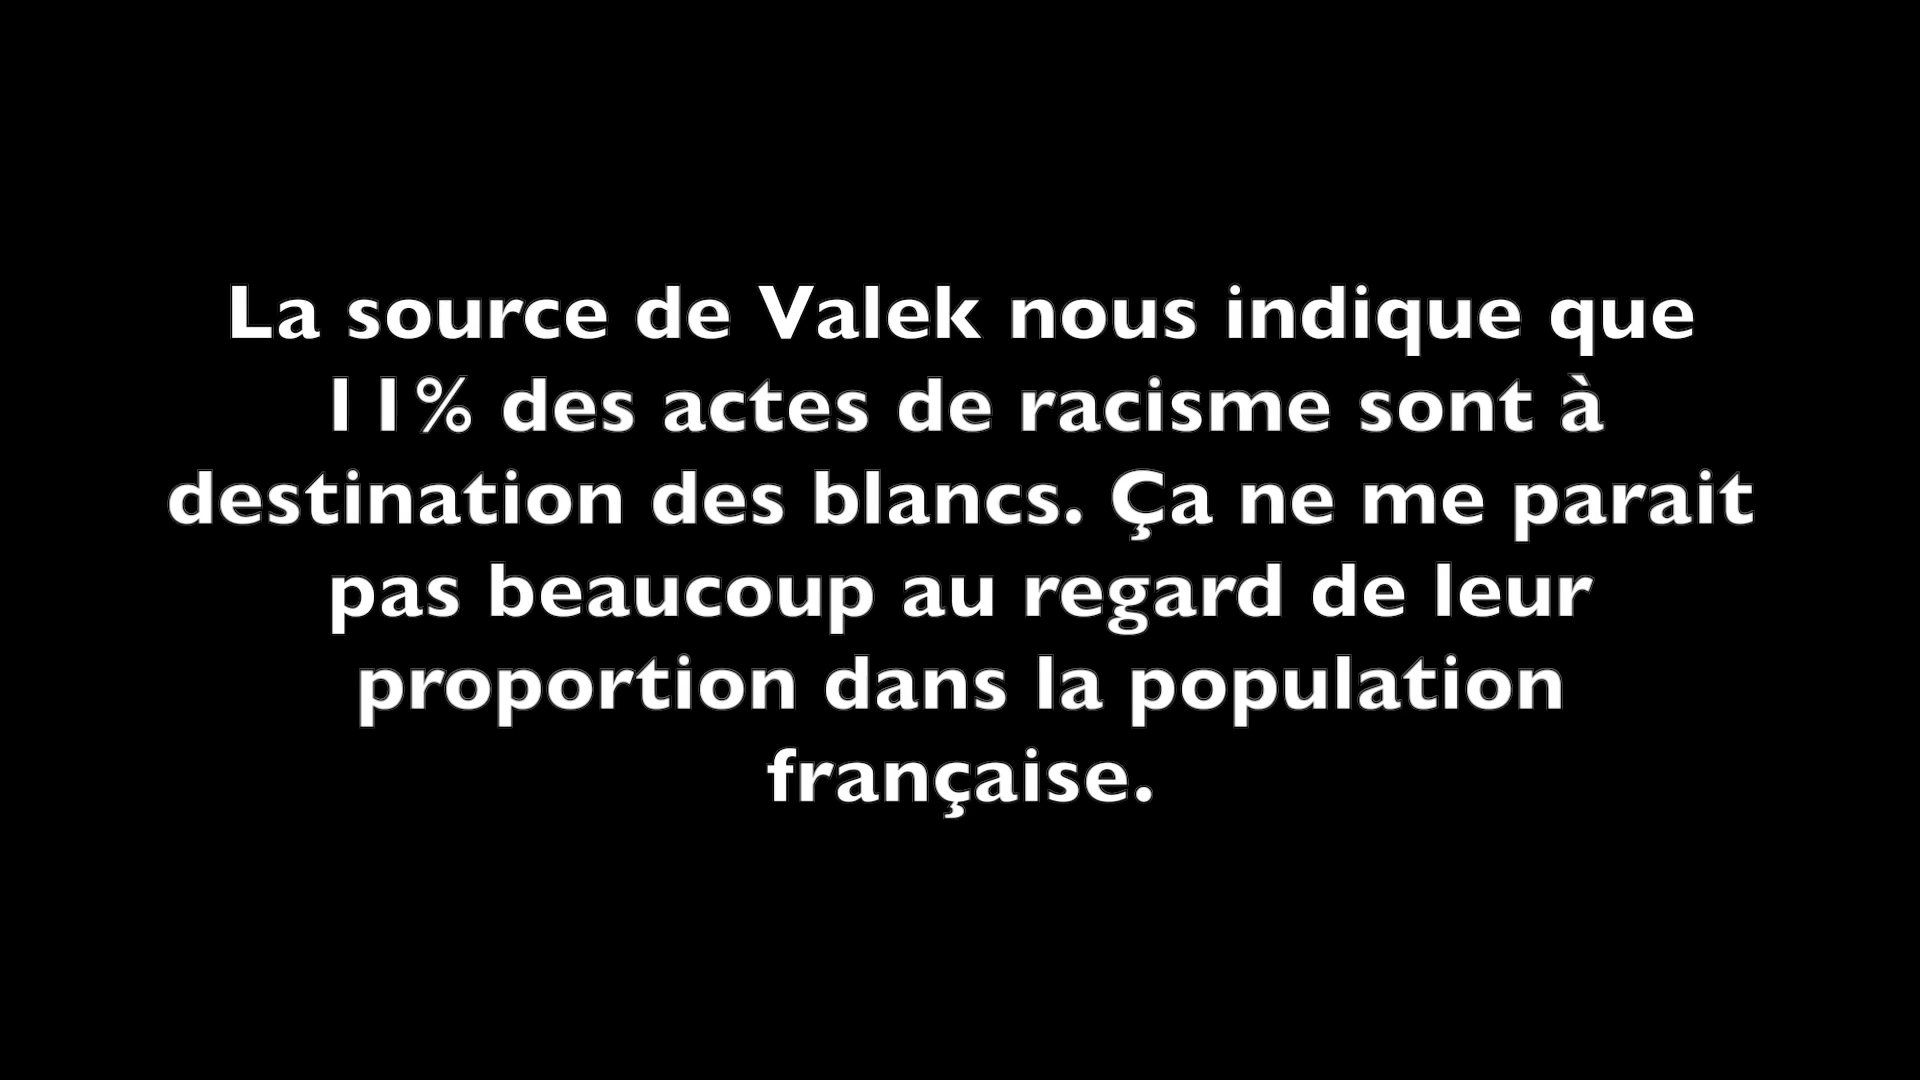 La source de Valek nous indique que
11% des actes de racisme sont à
destination des blancs. Ça ne me parait
pas beaucoup au regard de leur
proportion dans la population
française.